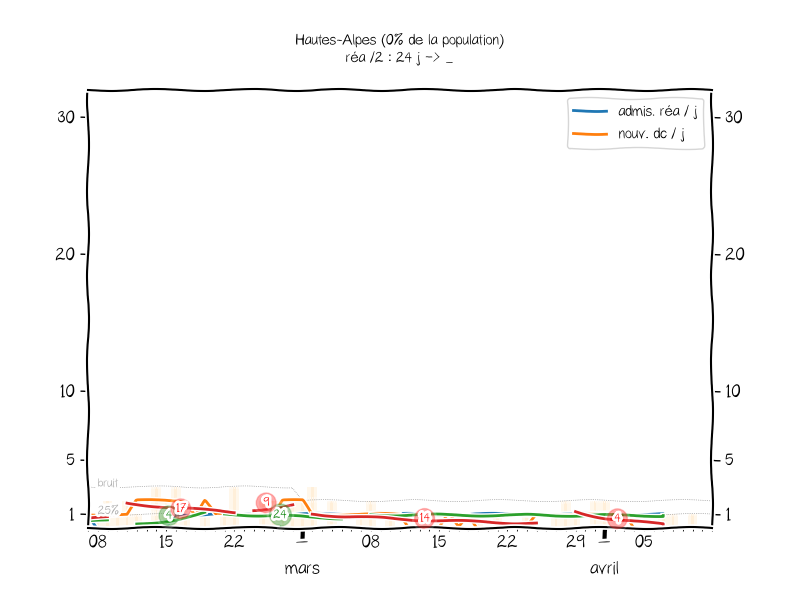 Hautes-Alpes (0% de la population)
réa /2 : 24 j -> _
admis. réa / j
nouv. dc / j
30 30
20 20
10 10
5 5
bruit
25%
1 1
17
9
24
14
4
08 15 22 08 15 22 29 05
mars avril